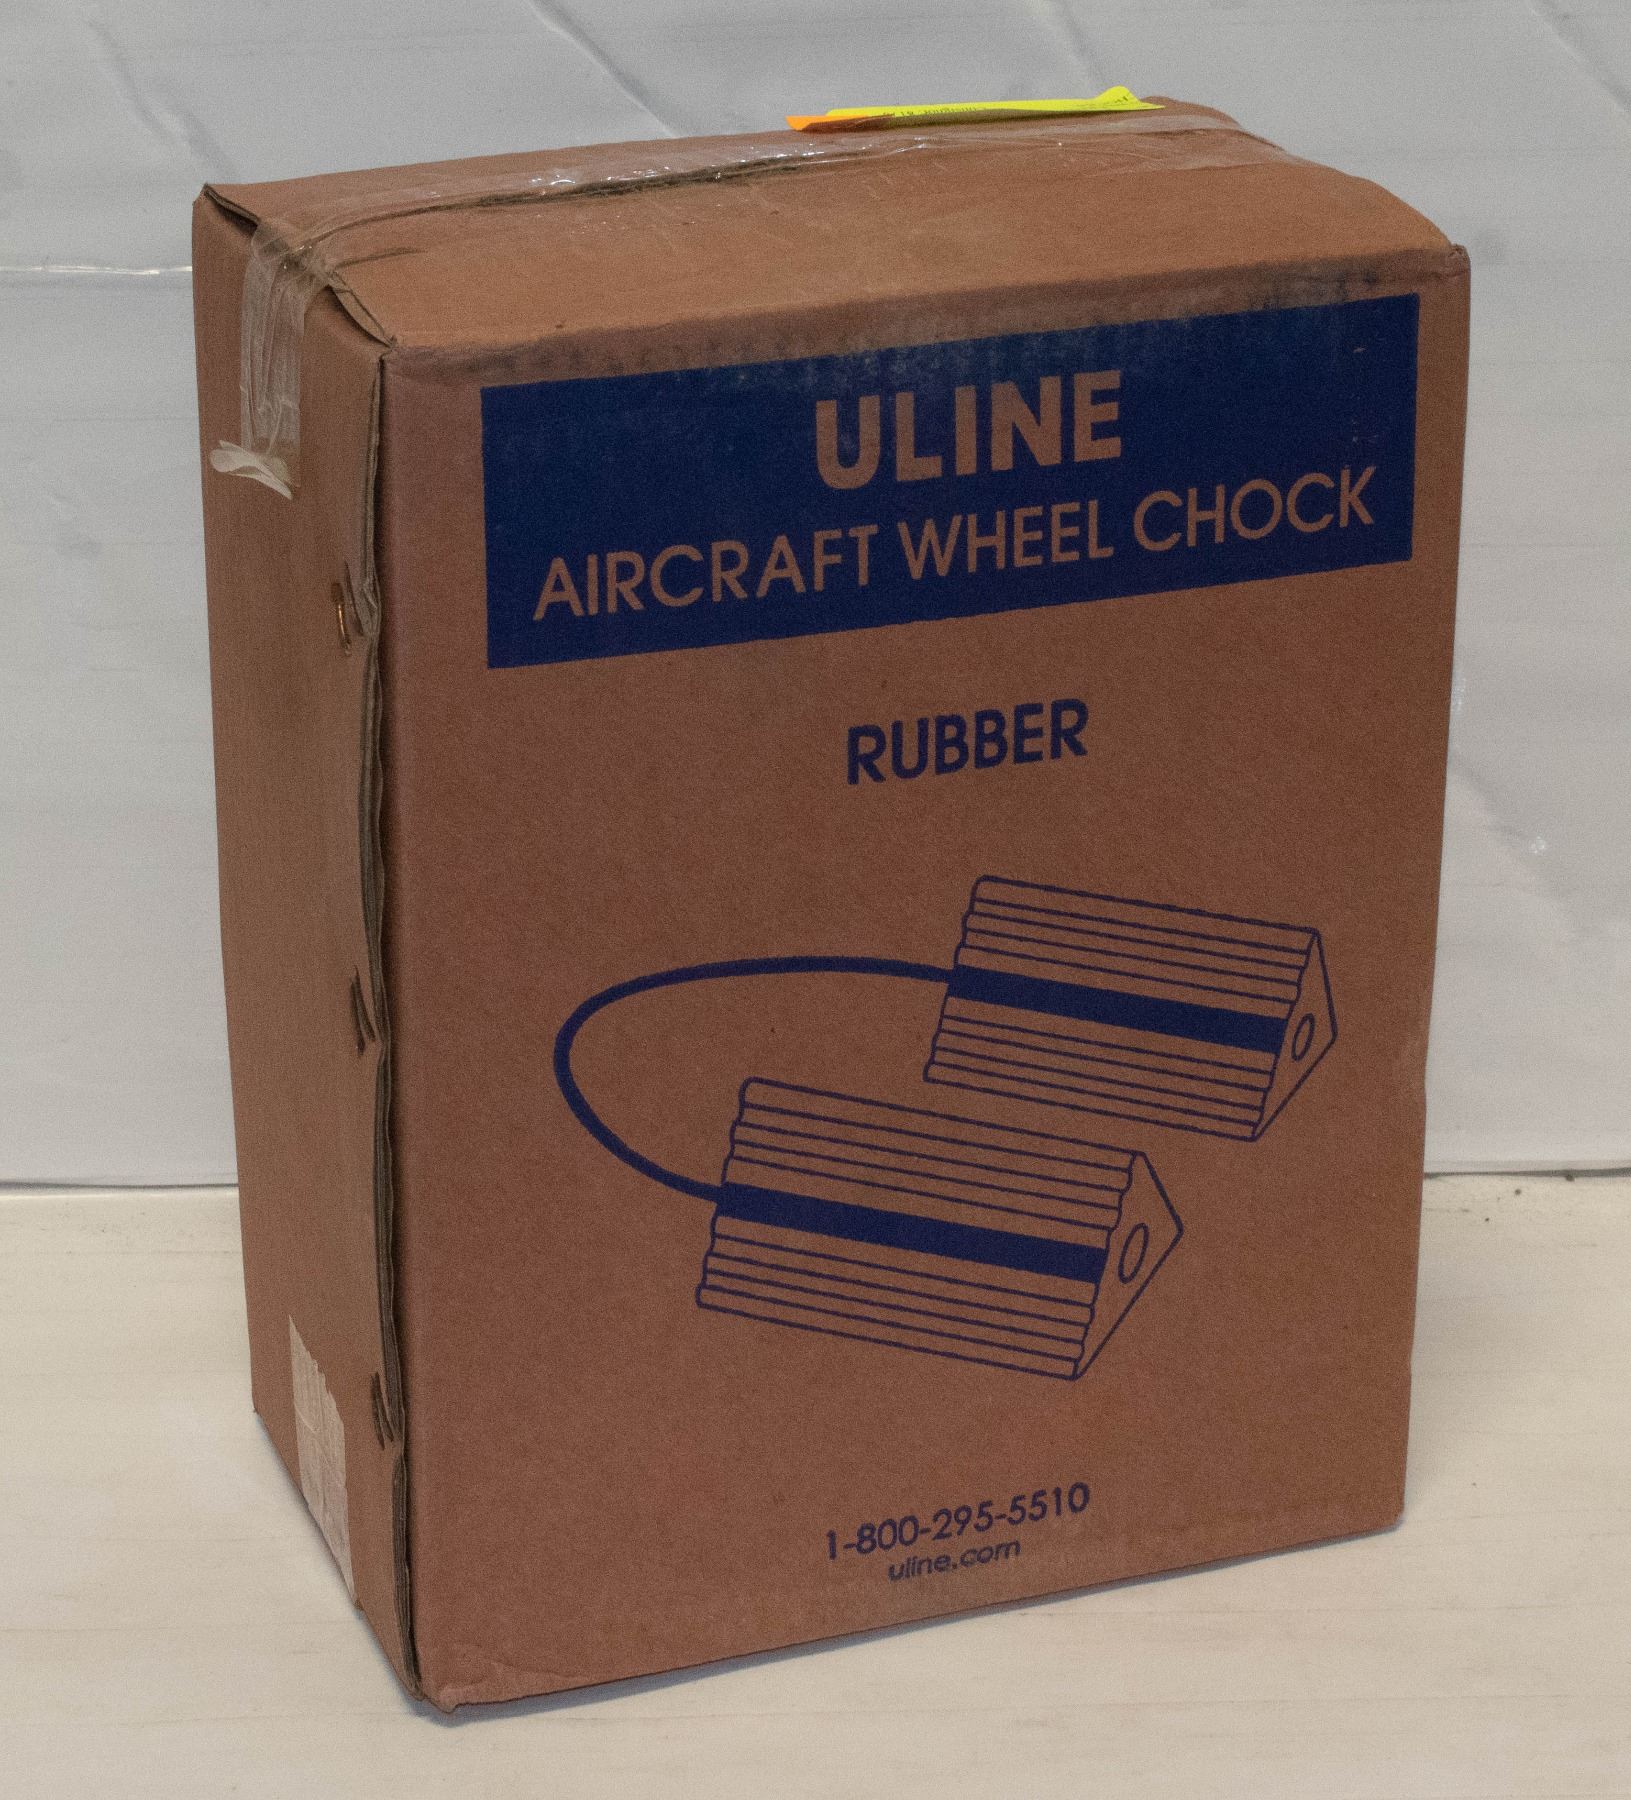 ULINE
AIRCRAFT WHEEL CHOCK
RUBBER
1-800-295-5510
uline.com